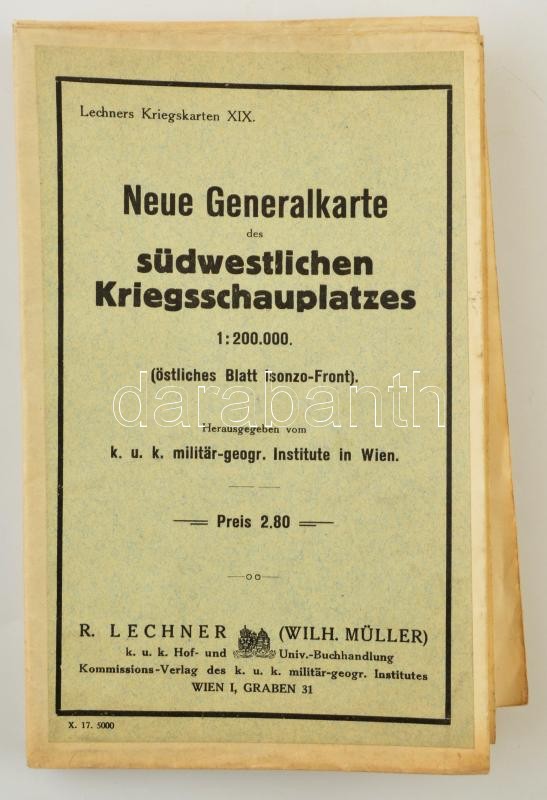 Lechners Kriegskarten XIX.
Neue Generalkarte
des
südwestlichen
Kriegsschauplatzes
1:200.000.
(östliches Blatt isonzo-Front).
darabanth
Herausgegeben vom
k. u. k. militär-geogr. Institute in Wien.
Preis 2.80
R. LECHNER (WILH. MÜLLER)
k. u. k. Hof- und Univ.-Buchhandlung
Kommissions-Verlag des k. u. k. militär-geogr. Institutes
WIEN I, GRABEN 31
X. 17. 5000